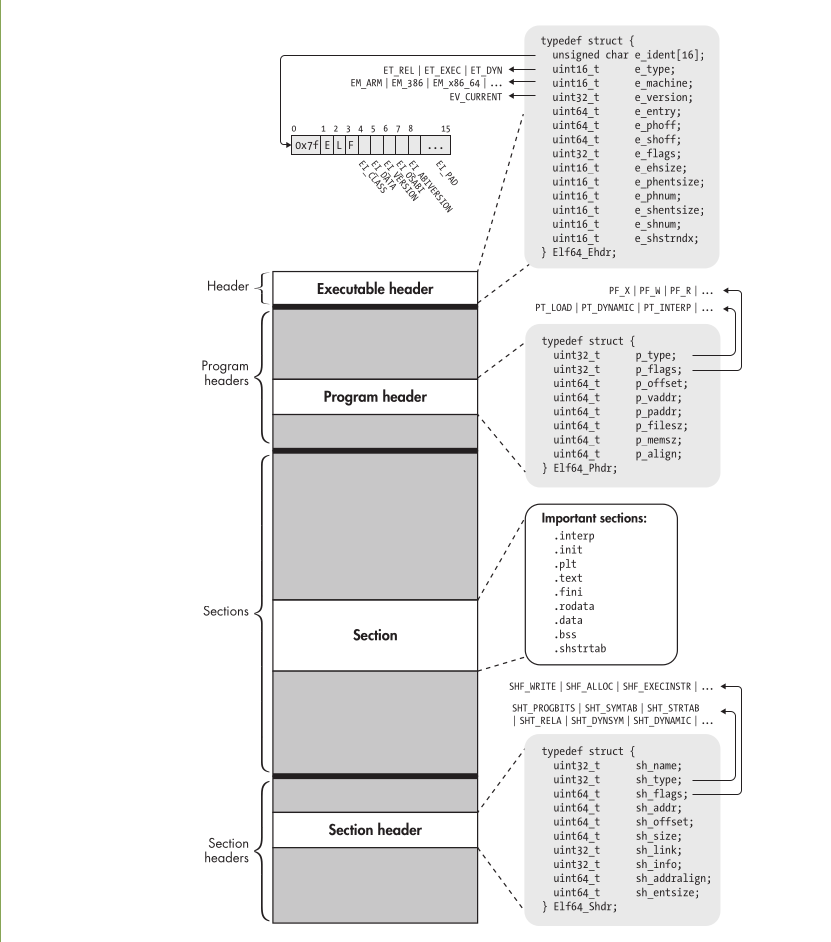 typedef struct {
unsigned char e_ident[16];
uint16_t e_type;
uint16_t e_machine;
uint32_t e_version;
uint64_t e_entry;
uint64_t e_phoff;
uint64_t e_shoff;
uint32_t e_flags;
uint16_t e_ehsize;
uint16_t e_phentsize;
uint16_t e_phnum;
uint16_t e_shentsize;
uint16_t e_shnum;
uint16_t e_shstrndx;
} Elf64_Ehdr;
ET_REL | ET_EXEC | ET_DYN
EM_ARM | EM_386 | EM_x86_64 | ...
EV_CURRENT
0 1 2 3 4 5 6 7 8 15
0x7f E L F ...
EI_CLASS
EI_DATA
EI_VERSION
EI_OSABI
EI_ABIVERSION
EI_PAD
Header
Executable header
PF_X | PF_W | PF_R | ...
PT_LOAD | PT_DYNAMIC | PT_INTERP | ...
Program
headers
Program header
typedef struct {
uint32_t p_type;
uint32_t p_flags;
uint64_t p_offset;
uint64_t p_vaddr;
uint64_t p_paddr;
uint64_t p_filesz;
uint64_t p_memsz;
uint64_t p_align;
} Elf64_Phdr;
Sections
Section
Important sections:
.interp
.init
.plt
.text
.fini
.rodata
.data
.bss
.shstrtab
SHF_WRITE | SHF_ALLOC | SHF_EXECINSTR | ...
SHT_PROGBITS | SHT_SYMTAB | SHT_STRTAB
| SHT_RELA | SHT_DYNSYM | SHT_DYNAMIC | ...
Section
headers
Section header
typedef struct {
uint32_t sh_name;
uint32_t sh_type;
uint64_t sh_flags;
uint64_t sh_addr;
uint64_t sh_offset;
uint64_t sh_size;
uint32_t sh_link;
uint32_t sh_info;
uint64_t sh_addralign;
uint64_t sh_entsize;
} Elf64_Shdr;